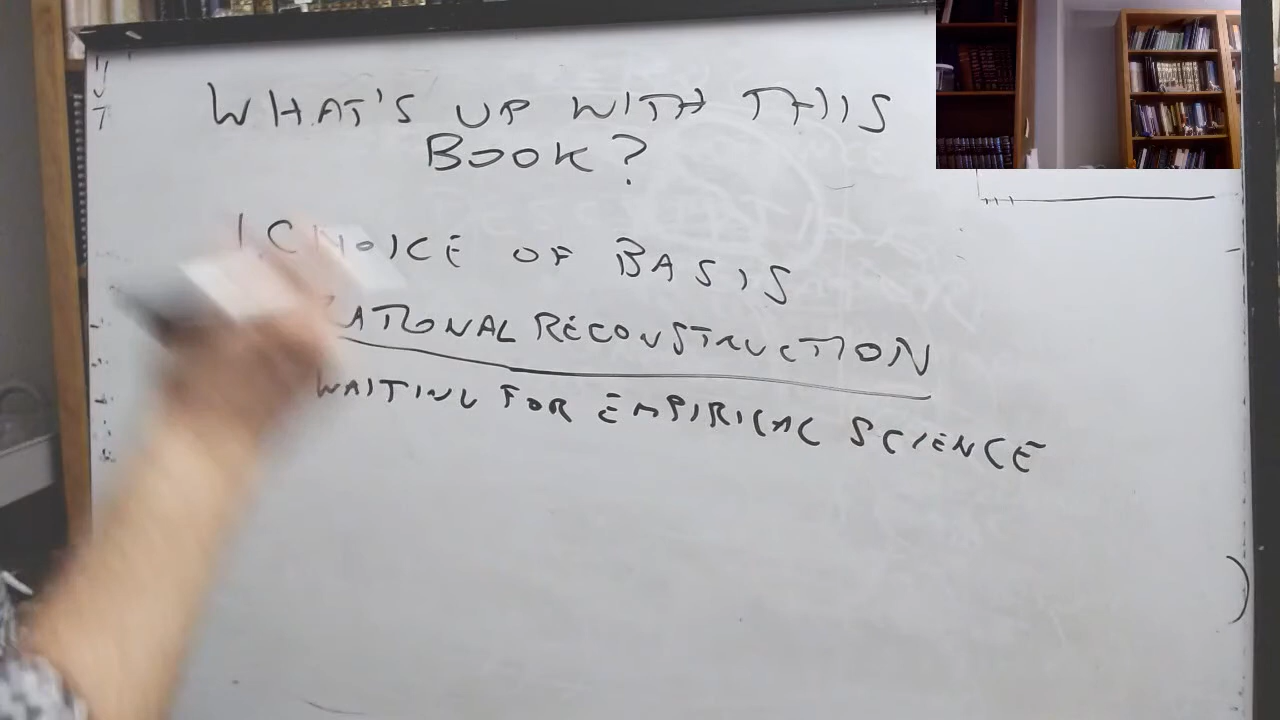 WHAT'S UP WITH THIS
BOOK?
CHOICE OF BASIS
RATIONAL RECONSTRUCTION
WAITING FOR EMPIRICAL SCIENCE